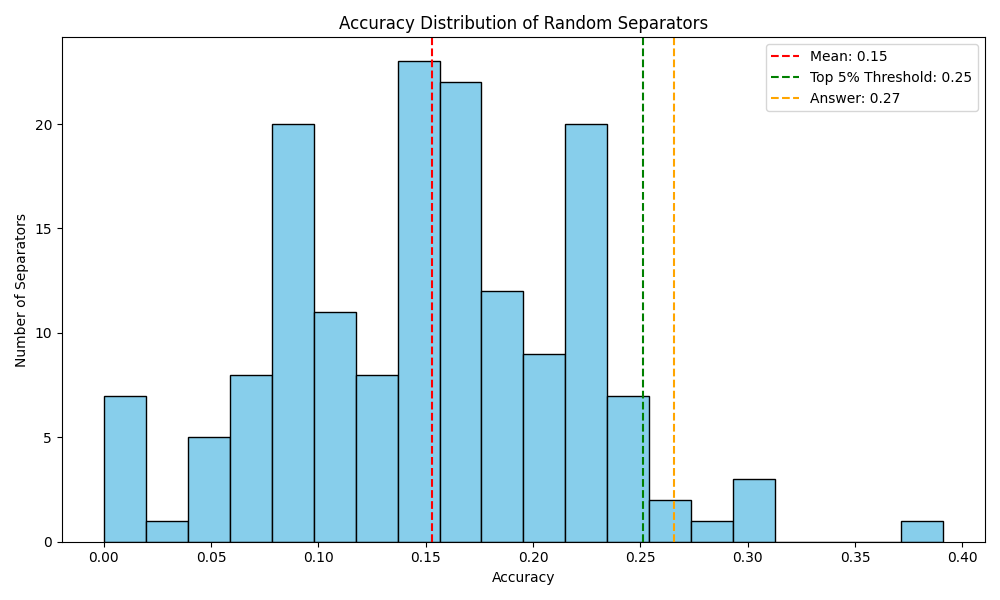 Accuracy Distribution of Random Separators
Mean: 0.15
Top 5% Threshold: 0.25
Answer: 0.27
Number of Separators
20
15
10
5
0
0.00 0.05 0.10 0.15 0.20 0.25 0.30 0.35 0.40
Accuracy